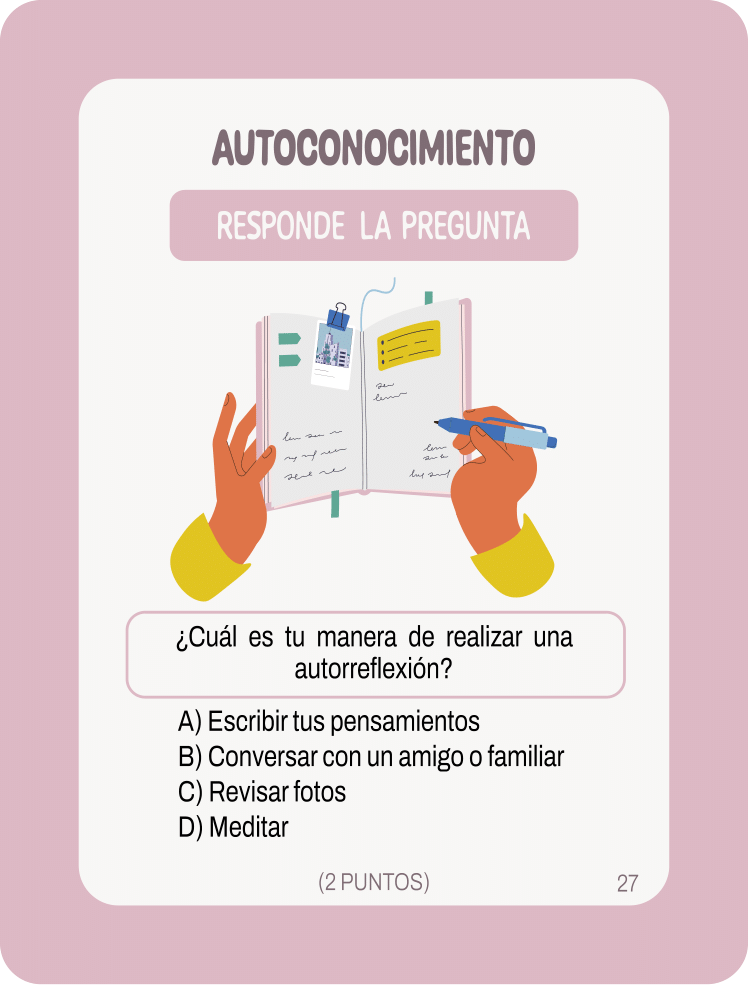 AUTOCONOCIMIENTO
RESPONDE LA PREGUNTA
¿Cuál es tu manera de realizar una
autorreflexión?
A) Escribir tus pensamientos
B) Conversar con un amigo o familiar
C) Revisar fotos
D) Meditar
(2 PUNTOS)
27